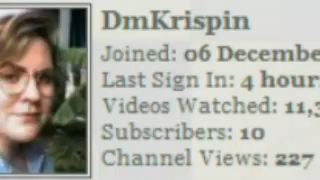 DmKrispin
Joined: 06 December
Last Sign In: 4 hour
Videos Watched: 11,3
Subscribers: 10
Channel Views: 227